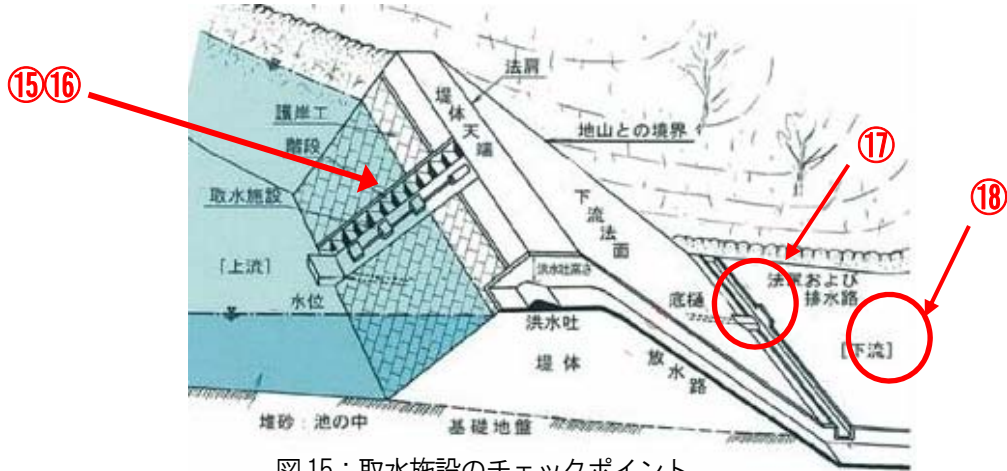 ⑮⑯
法肩
堤体天端
護岸工
階段
地山との境界
⑰
取水施設
下流法面
⑱
[上流]
洪水吐高さ
法尻および
排水路
水位
底樋
洪水吐
[下流]
堤体
放水路
堆砂:池の中
基礎地盤
図15:取水施設のチェックポイント